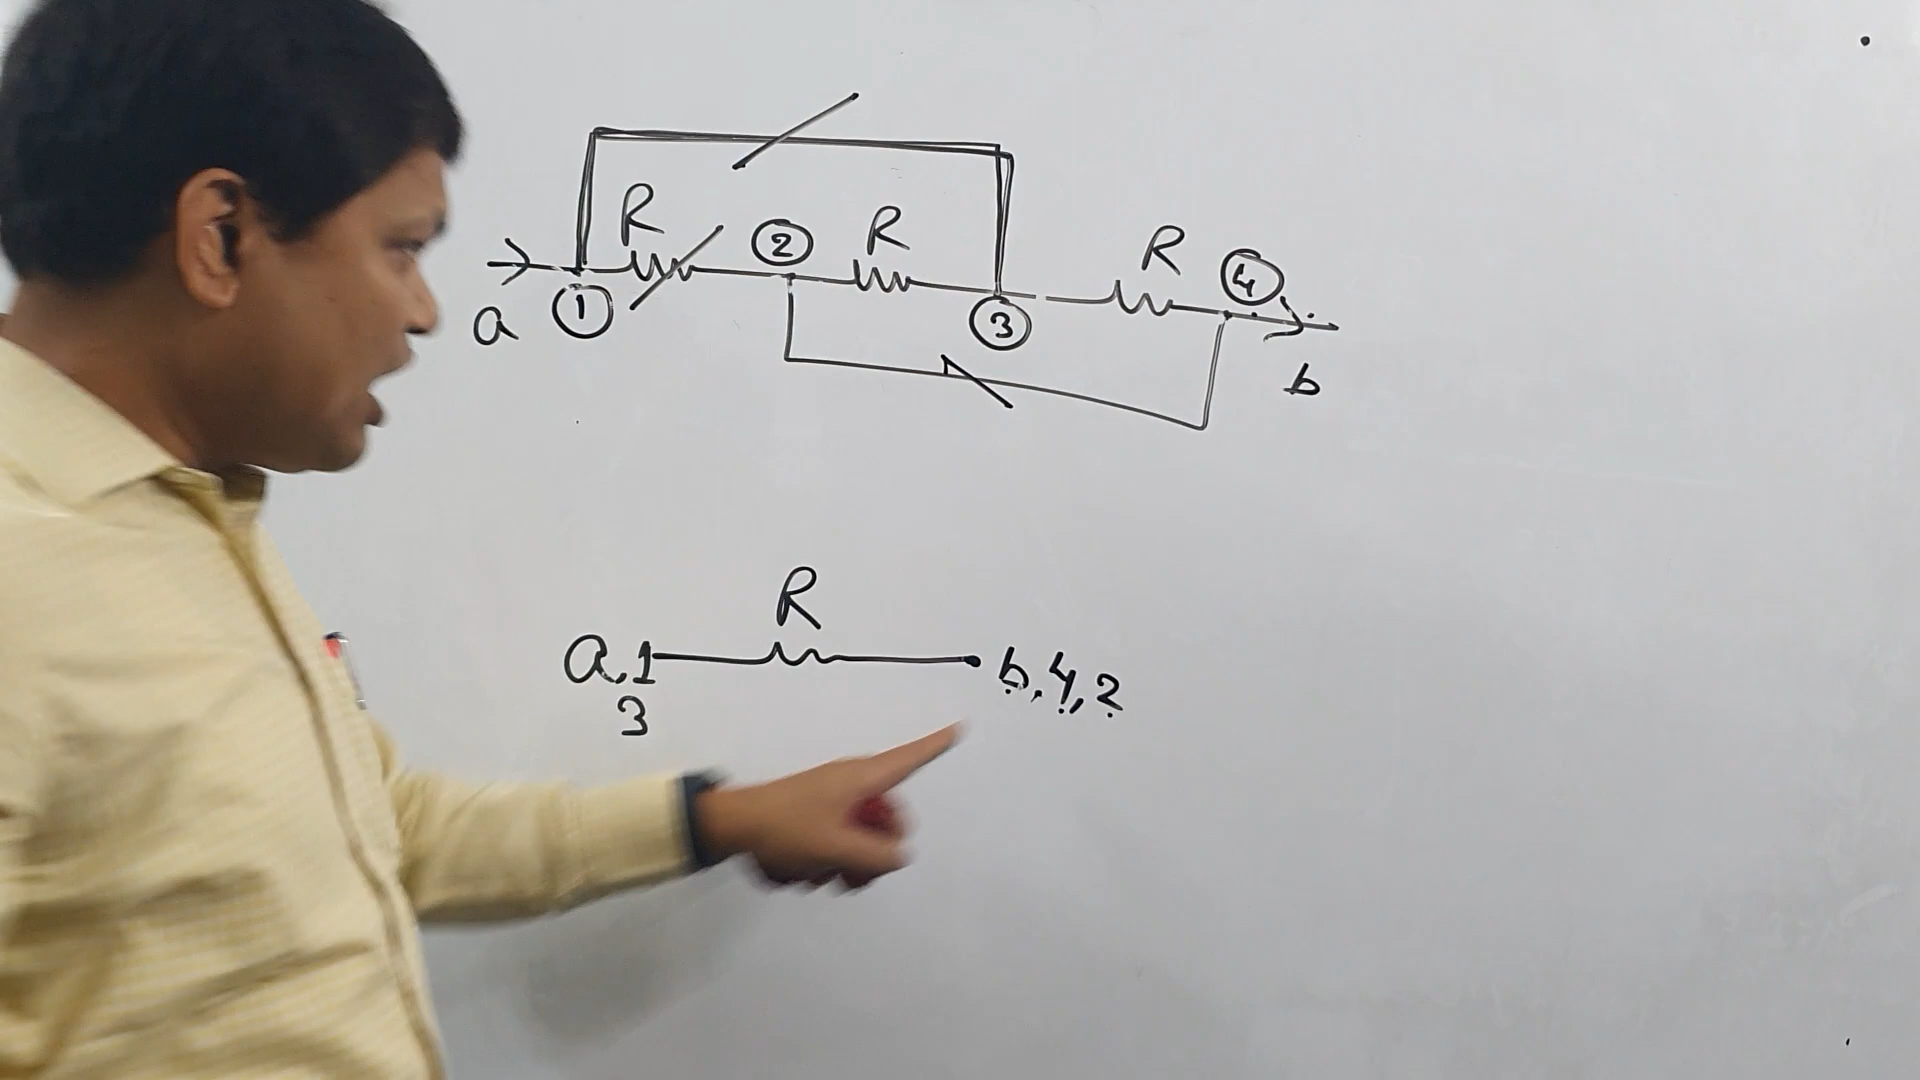 R R R
② ④
a ① ③ b
R
a,1 b,4,2
3